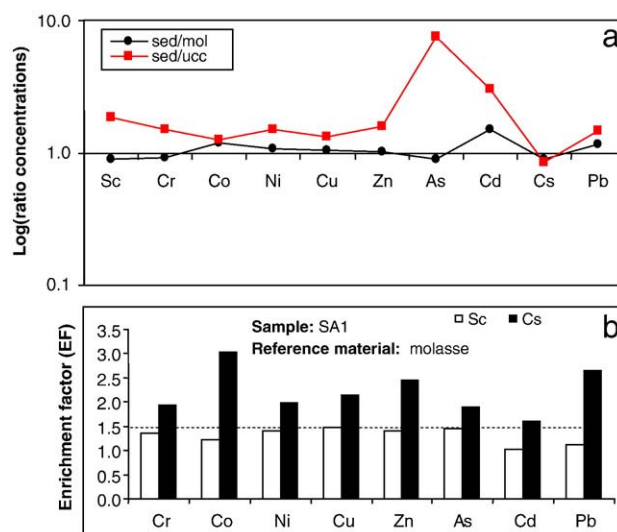 10.0
sed/mol
sed/ucc
a
Log(ratio concentrations)
1.0
Sc Cr Co Ni Cu Zn As Cd Cs Pb
0.1
3.5
Sample: SA1
Sc Cs
b
3.0
Reference material: molasse
Enrichment factor (EF)
2.5
2.0
1.5
1.0
0.5
0.0
Cr Co Ni Cu Zn As Cd Pb